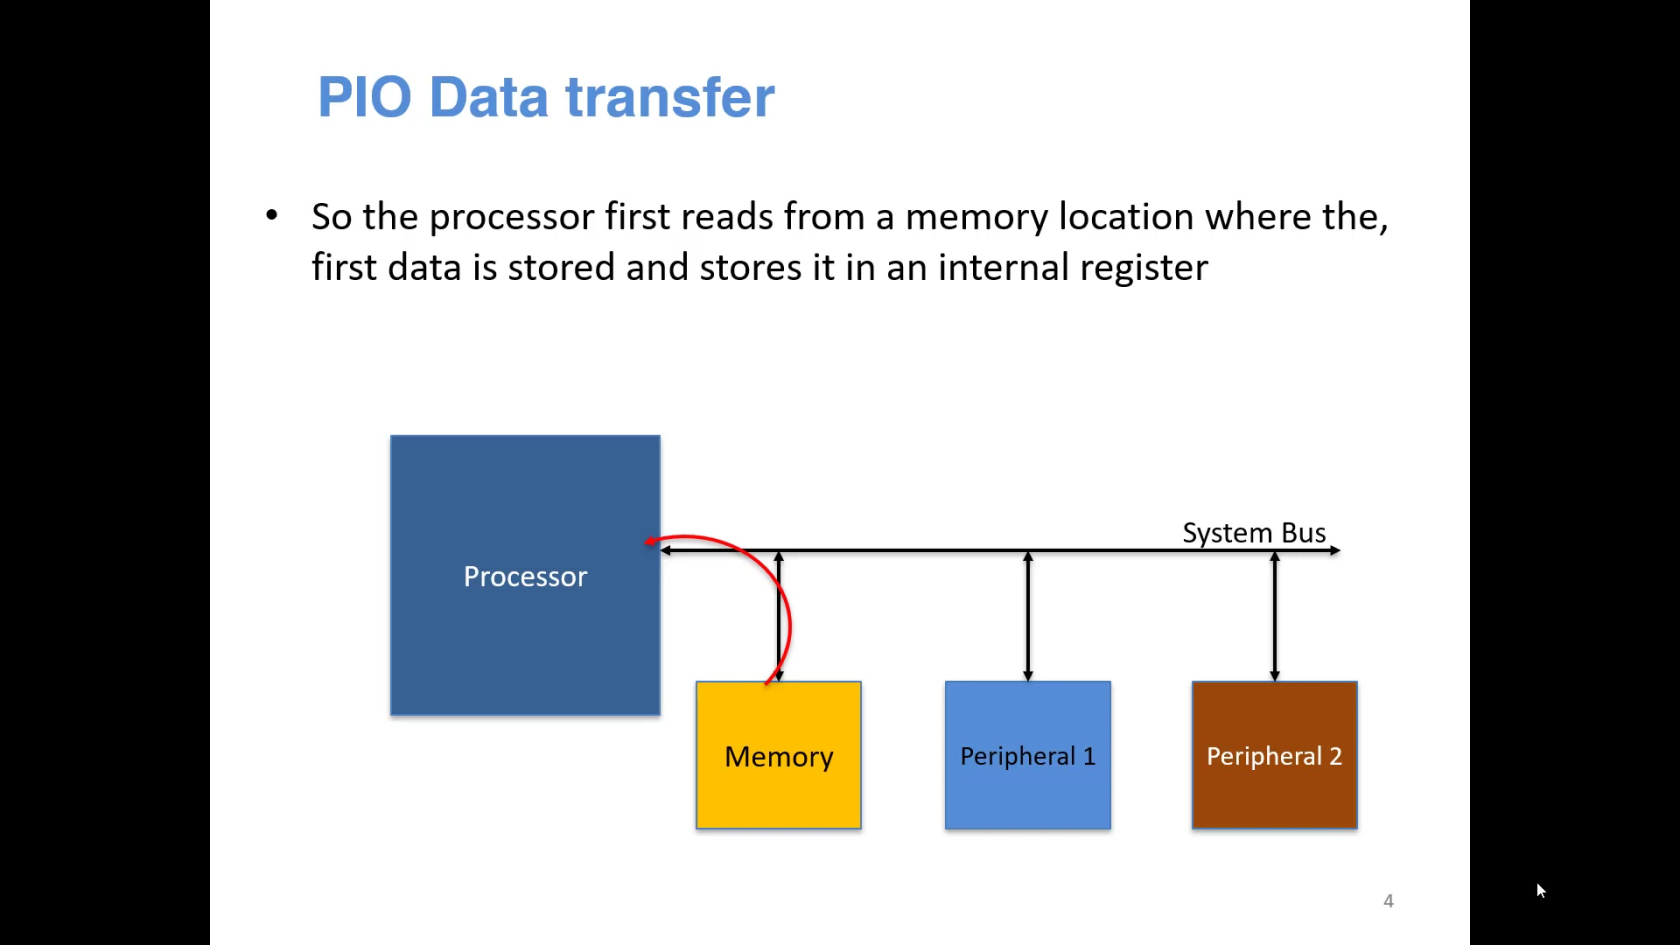 PIO Data transfer
• So the processor first reads from a memory location where the,
first data is stored and stores it in an internal register
System Bus
Processor
Memory
Peripheral 1
Peripheral 2
4